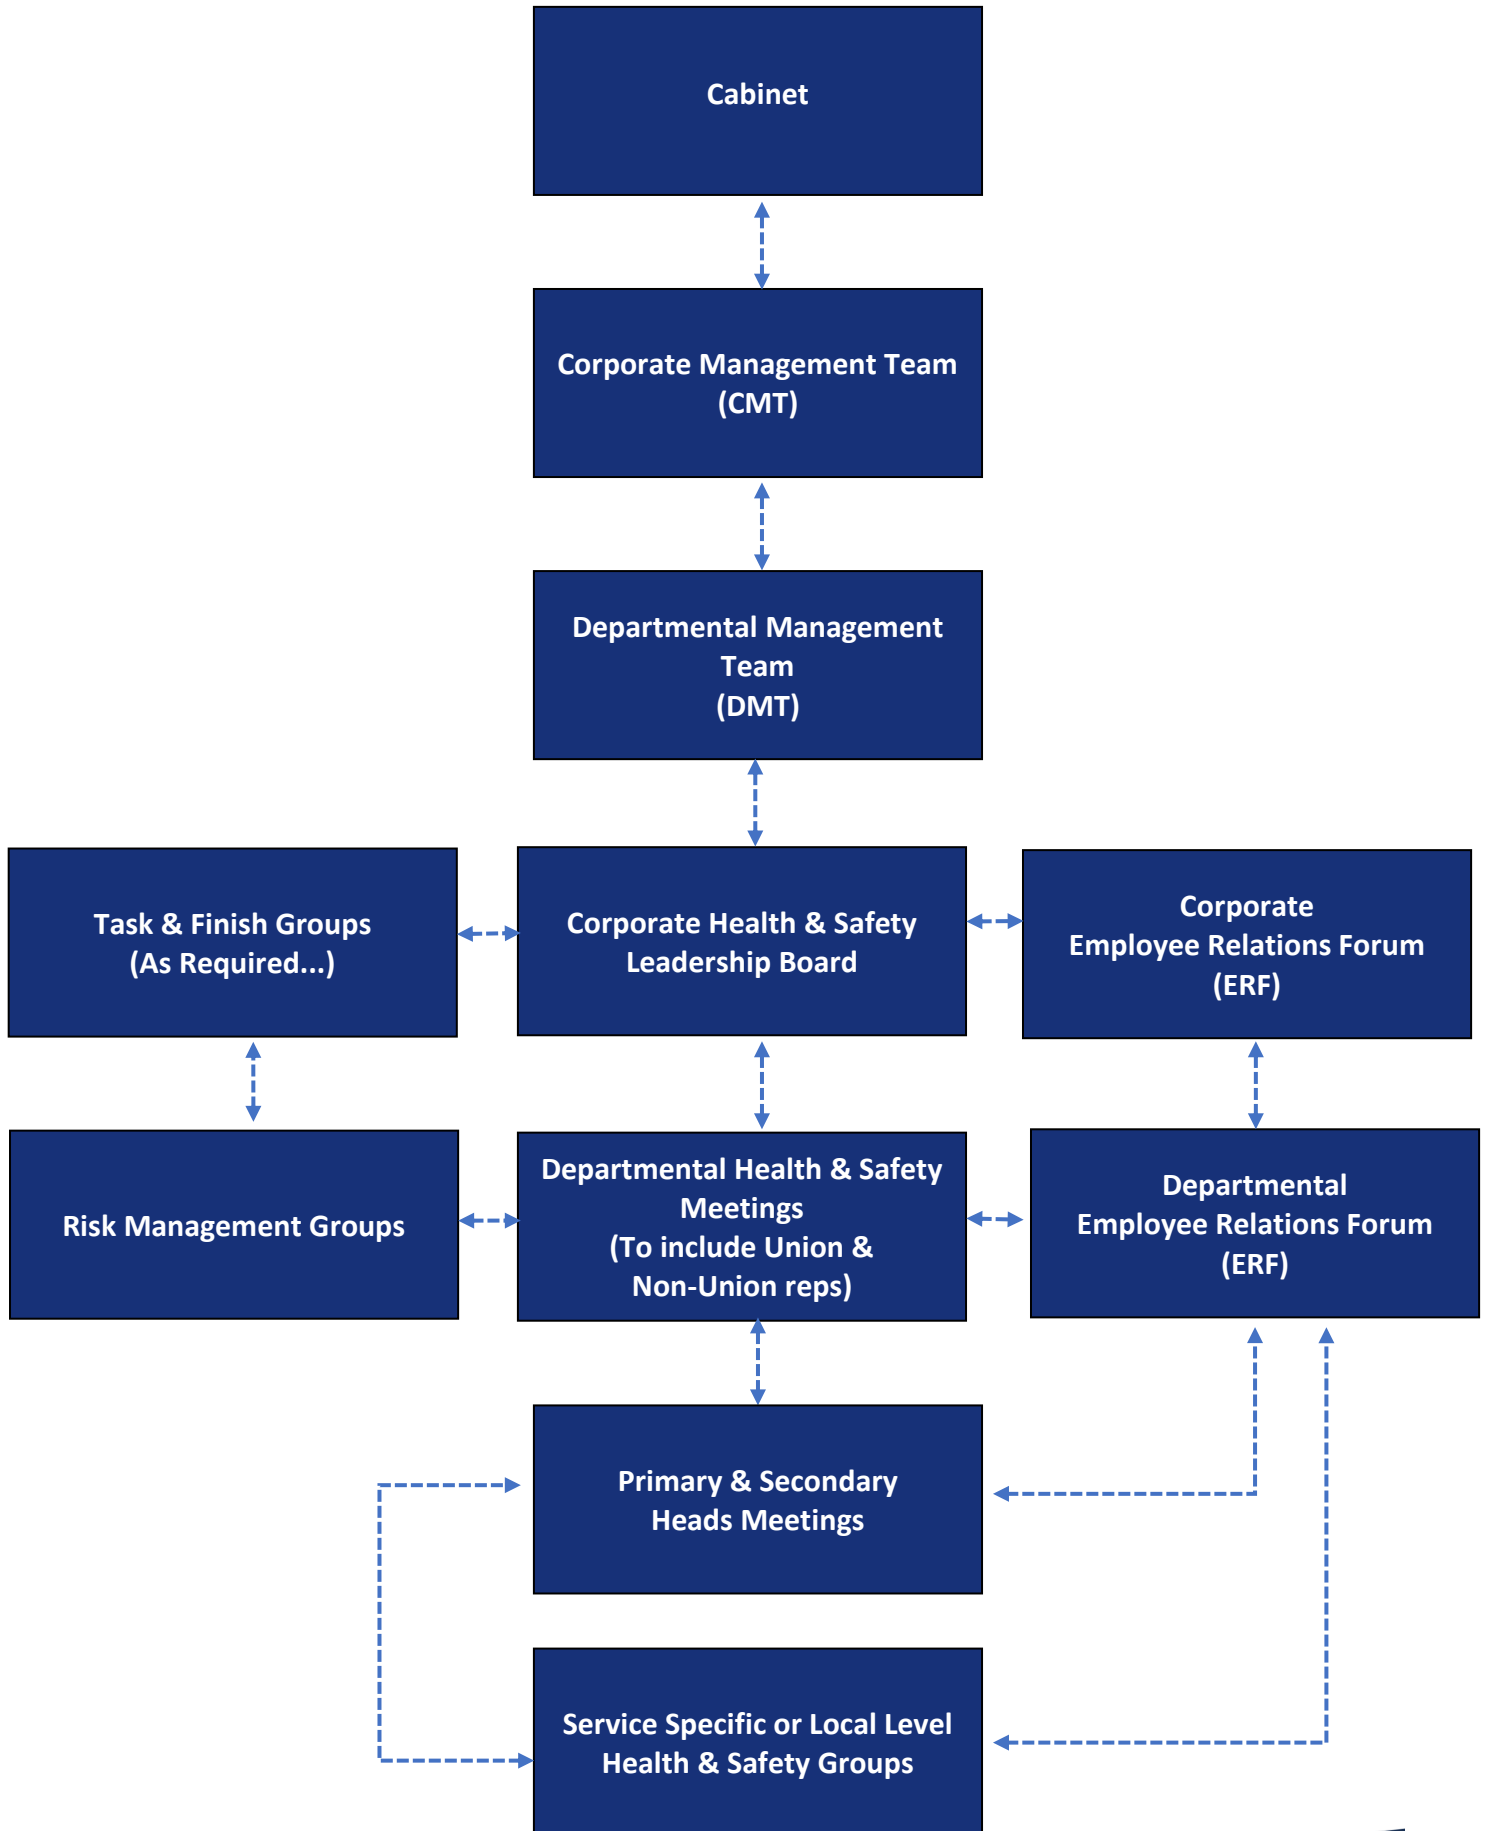 Cabinet
Corporate Management Team
(CMT)
Departmental Management
Team
(DMT)
Task & Finish Groups
(As Required...)
Corporate Health & Safety
Leadership Board
Corporate
Employee Relations Forum
(ERF)
Risk Management Groups
Departmental Health & Safety
Meetings
(To include Union &
Non-Union reps)
Departmental
Employee Relations Forum
(ERF)
Primary & Secondary
Heads Meetings
Service Specific or Local Level
Health & Safety Groups